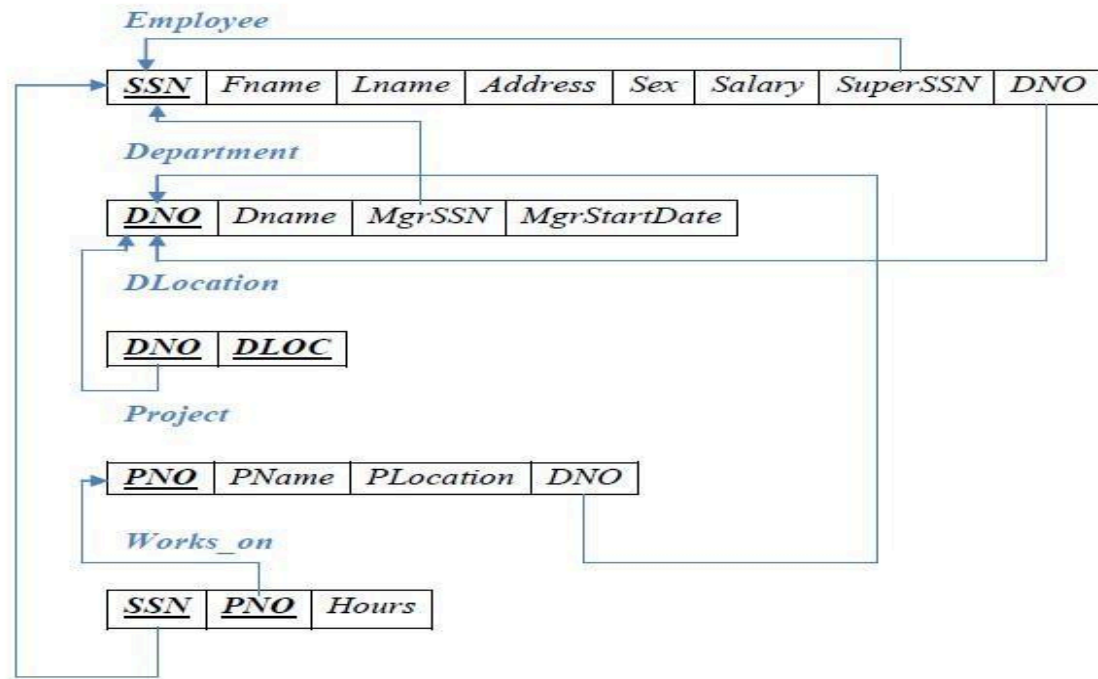 Employee
SSN Fname Lname Address Sex Salary SuperSSN DNO
Department
DNO Dname MgrSSN MgrStartDate
DLocation
DNO DLOC
Project
PNO PName PLocation DNO
Works_on
SSN PNO Hours